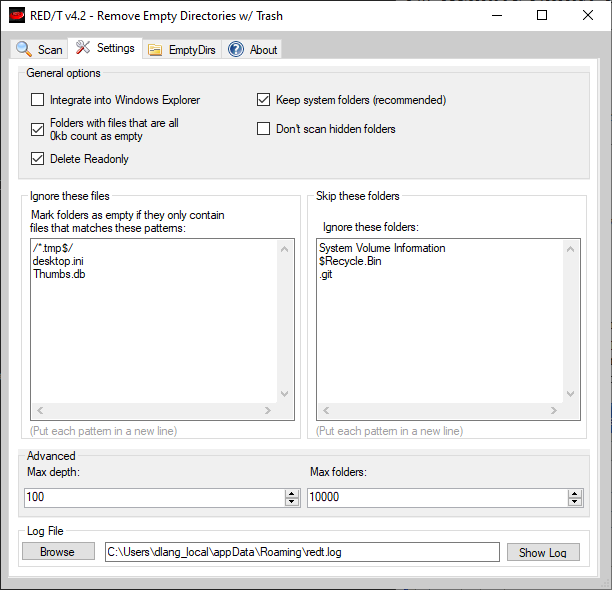 RED/T v4.2 - Remove Empty Directories w/ Trash
Scan
Settings
EmptyDirs
About
General options
Integrate into Windows Explorer
Keep system folders (recommended)
Folders with files that are all
0kb count as empty
Don't scan hidden folders
Delete Readonly
Ignore these files
Mark folders as empty if they only contain
files that matches these patterns:
/*.tmp$/
desktop.ini
Thumbs.db
(Put each pattern in a new line)
Skip these folders
Ignore these folders:
System Volume Information
$Recycle.Bin
.git
(Put each pattern in a new line)
Advanced
Max depth:
Max folders:
100
10000
Log File
Browse
C:\Users\dlang_local\appData\Roaming\redt.log
Show Log